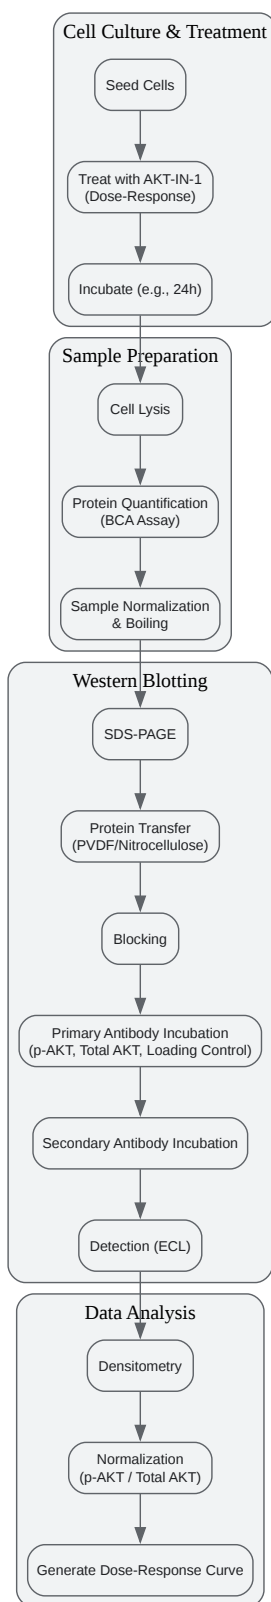 Cell Culture & Treatment
Seed Cells
Treat with AKT-IN-1
(Dose-Response)
Incubate (e.g., 24h)
Sample Preparation
Cell Lysis
Protein Quantification
(BCA Assay)
Sample Normalization
& Boiling
Western Blotting
SDS-PAGE
Protein Transfer
(PVDF/Nitrocellulose)
Blocking
Primary Antibody Incubation
(p-AKT, Total AKT, Loading Control)
Secondary Antibody Incubation
Detection (ECL)
Data Analysis
Densitometry
Normalization
(p-AKT / Total AKT)
Generate Dose-Response Curve